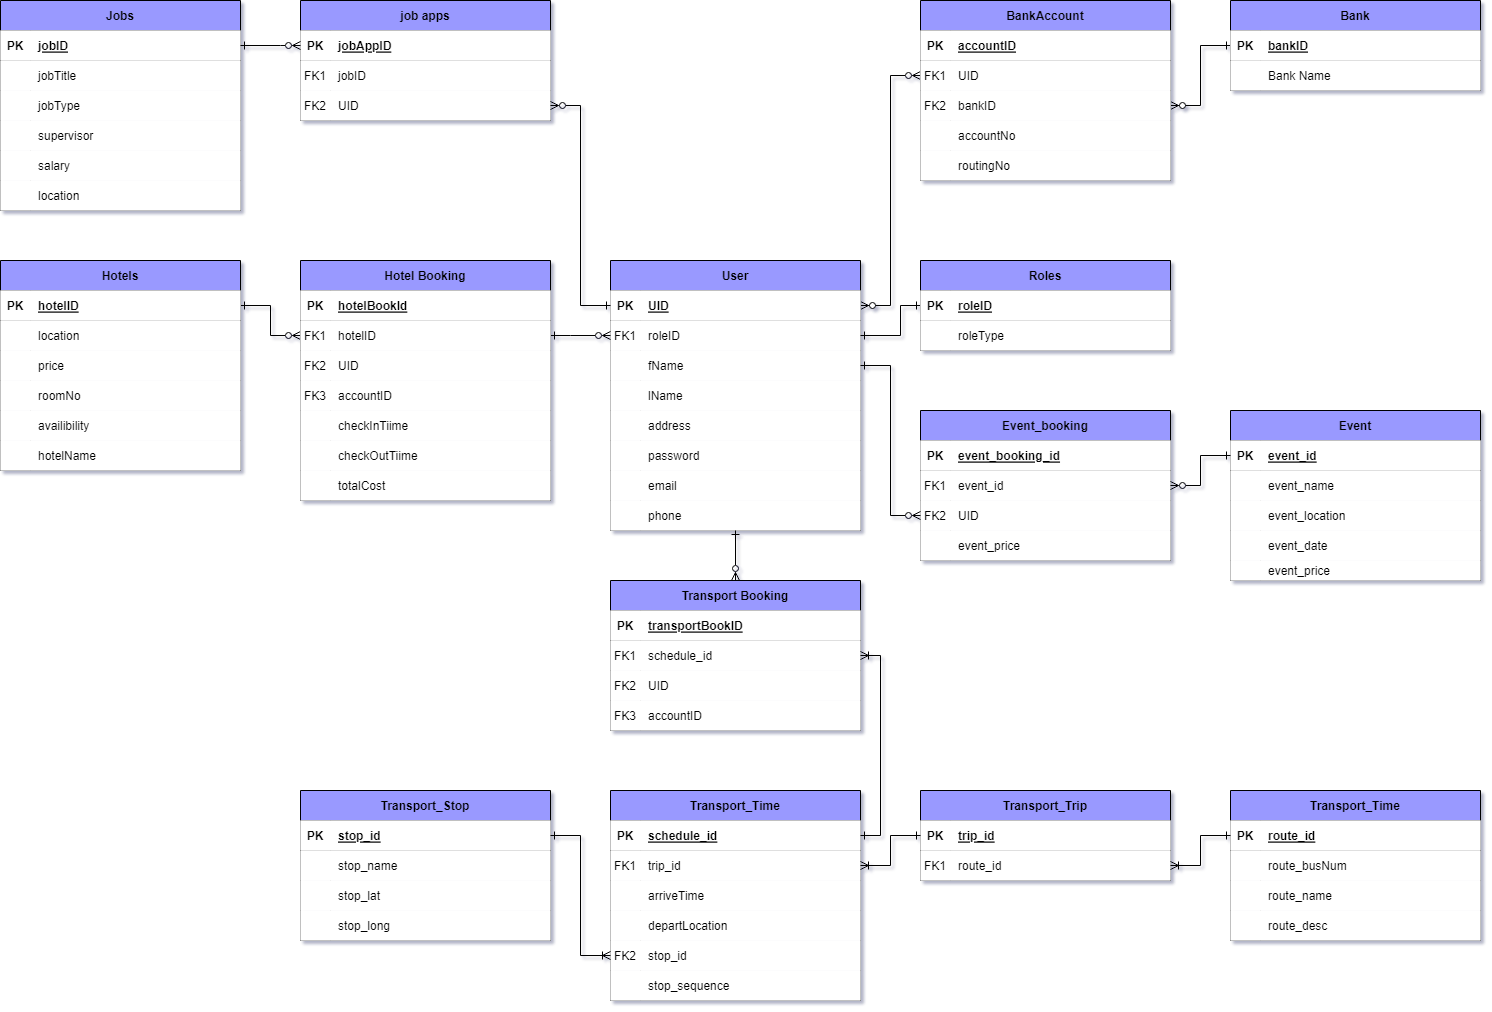 Jobs
PK jobID
jobTitle
jobType
supervisor
salary
location
job apps
PK jobAppID
FK1 jobID
FK2 UID
BankAccount
PK accountID
FK1 UID
FK2 bankID
accountNo
routingNo
Bank
PK bankID
Bank Name
Hotels
PK hotelID
location
price
roomNo
availibility
hotelName
Hotel Booking
PK hotelBookId
FK1 hotelID
FK2 UID
FK3 accountID
checkInTiime
checkOutTiime
totalCost
User
PK UID
FK1 roleID
fName
lName
address
password
email
phone
Roles
PK roleID
roleType
Event_booking
PK event_booking_id
FK1 event_id
FK2 UID
event_price
Event
PK event_id
event_name
event_location
event_date
event_price
Transport Booking
PK transportBookID
FK1 schedule_id
FK2 UID
FK3 accountID
Transport_Stop
PK stop_id
stop_name
stop_lat
stop_long
Transport_Time
PK schedule_id
FK1 trip_id
arriveTime
departLocation
FK2 stop_id
stop_sequence
Transport_Trip
PK trip_id
FK1 route_id
Transport_Time
PK route_id
route_busNum
route_name
route_desc